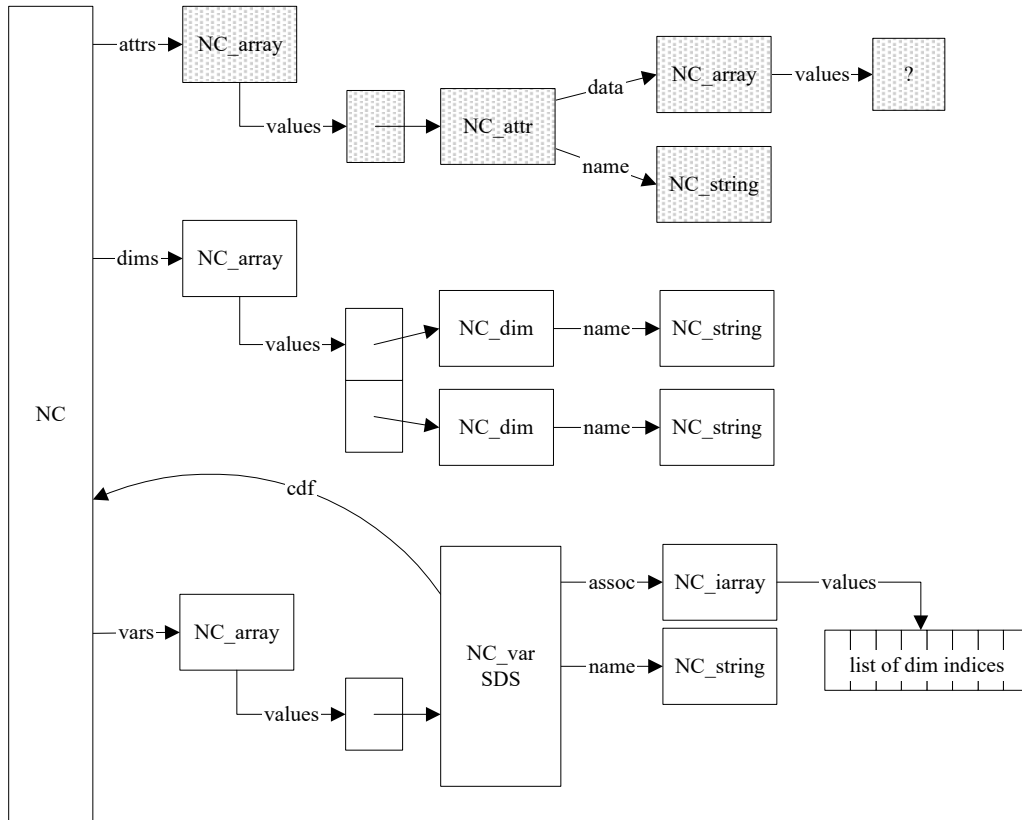 attrs
NC_array
values
NC_attr
data
NC_array
values
?
name
NC_string
dims
NC_array
values
NC_dim
name
NC_string
NC_dim
name
NC_string
NC
cdf
vars
NC_array
values
NC_var
SDS
assoc
NC_iarray
values
name
NC_string
list of dim indices